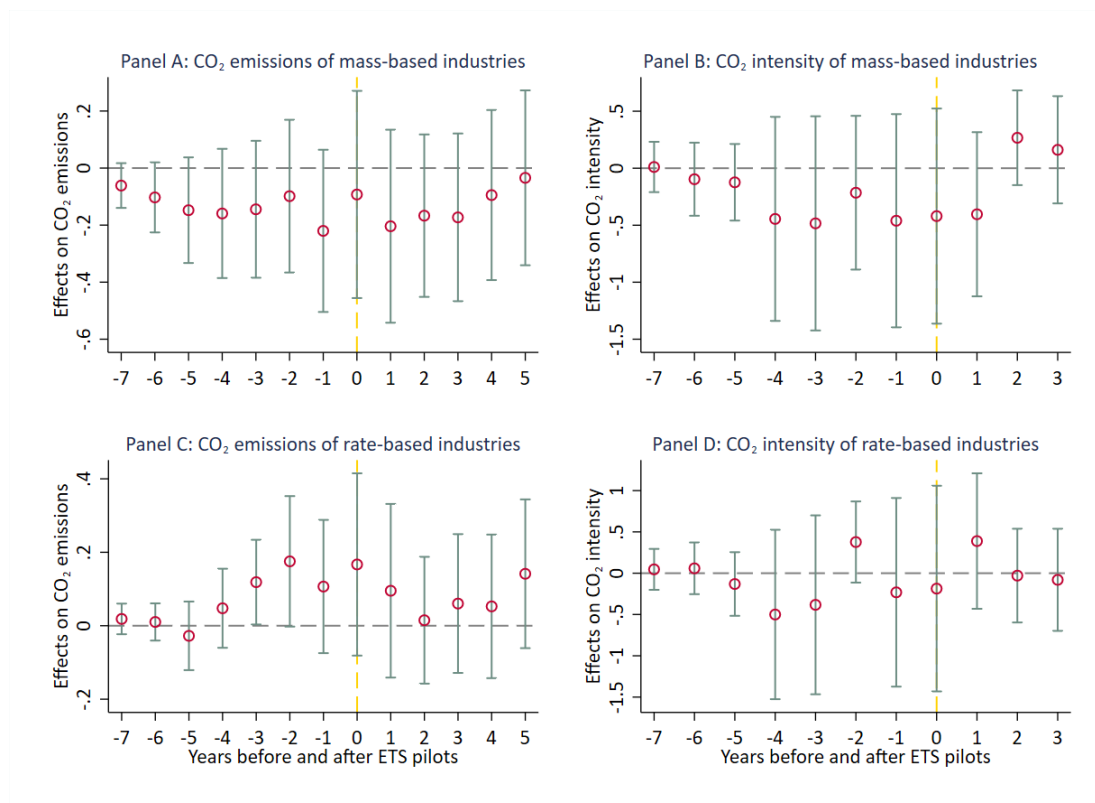 Panel A: CO₂ emissions of mass-based industries
Effects on CO₂ emissions
.2
0
-.2
-.4
-.6
-7 -6 -5 -4 -3 -2 -1 0 1 2 3 4 5
Panel B: CO₂ intensity of mass-based industries
Effects on CO₂ intensity
.5
0
-.5
-1
-1.5
-7 -6 -5 -4 -3 -2 -1 0 1 2 3
Panel C: CO₂ emissions of rate-based industries
Effects on CO₂ emissions
.4
.2
0
-.2
-7 -6 -5 -4 -3 -2 -1 0 1 2 3 4 5
Years before and after ETS pilots
Panel D: CO₂ intensity of rate-based industries
Effects on CO₂ intensity
1
.5
0
-.5
-1
-1.5
-7 -6 -5 -4 -3 -2 -1 0 1 2 3
Years before and after ETS pilots